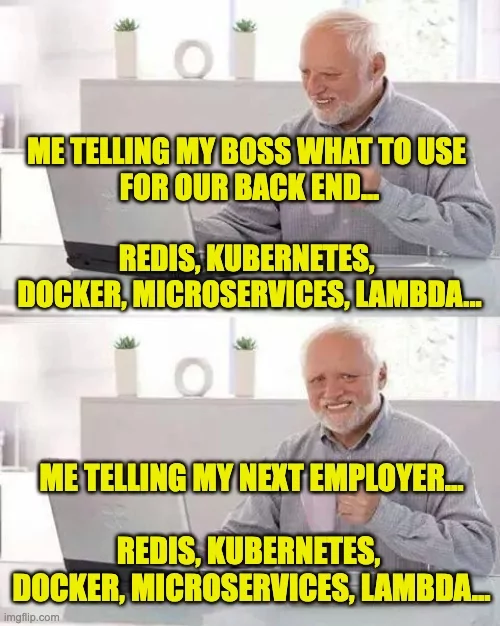 ME TELLING MY BOSS WHAT TO USE
FOR OUR BACK END...
REDIS, KUBERNETES,
DOCKER, MICROSERVICES, LAMBDA...
ME TELLING MY NEXT EMPLOYER...
REDIS, KUBERNETES,
DOCKER, MICROSERVICES, LAMBDA...
imgflip.com